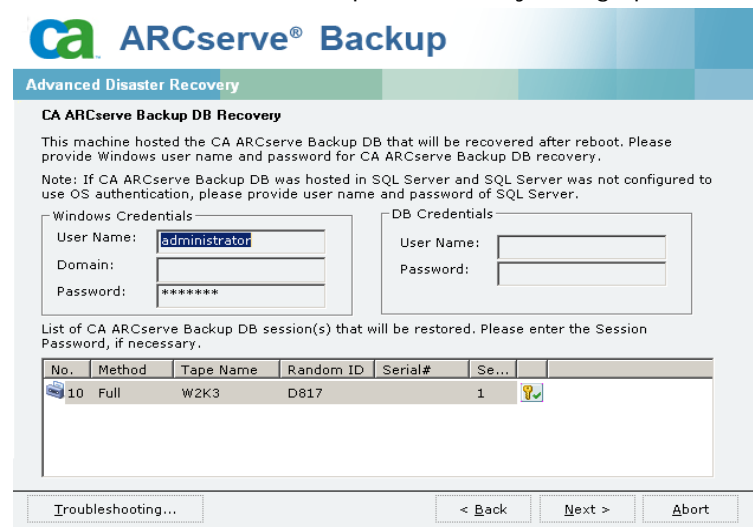 ca ARCserve® Backup
Advanced Disaster Recovery
CA ARCserve Backup DB Recovery
This machine hosted the CA ARCserve Backup DB that will be recovered after reboot. Please
provide Windows user name and password for CA ARCserve Backup DB recovery.
Note: If CA ARCserve Backup DB was hosted in SQL Server and SQL Server was not configured to
use OS authentication, please provide user name and password of SQL Server.
Windows Credentials
User Name: administrator
Domain:
Password: *******
DB Credentials
User Name:
Password:
List of CA ARCserve Backup DB session(s) that will be restored. Please enter the Session
Password, if necessary.
No. Method Tape Name Random ID Serial# Se...
10 Full W2K3 D817 1
Troubleshooting... < Back Next > Abort